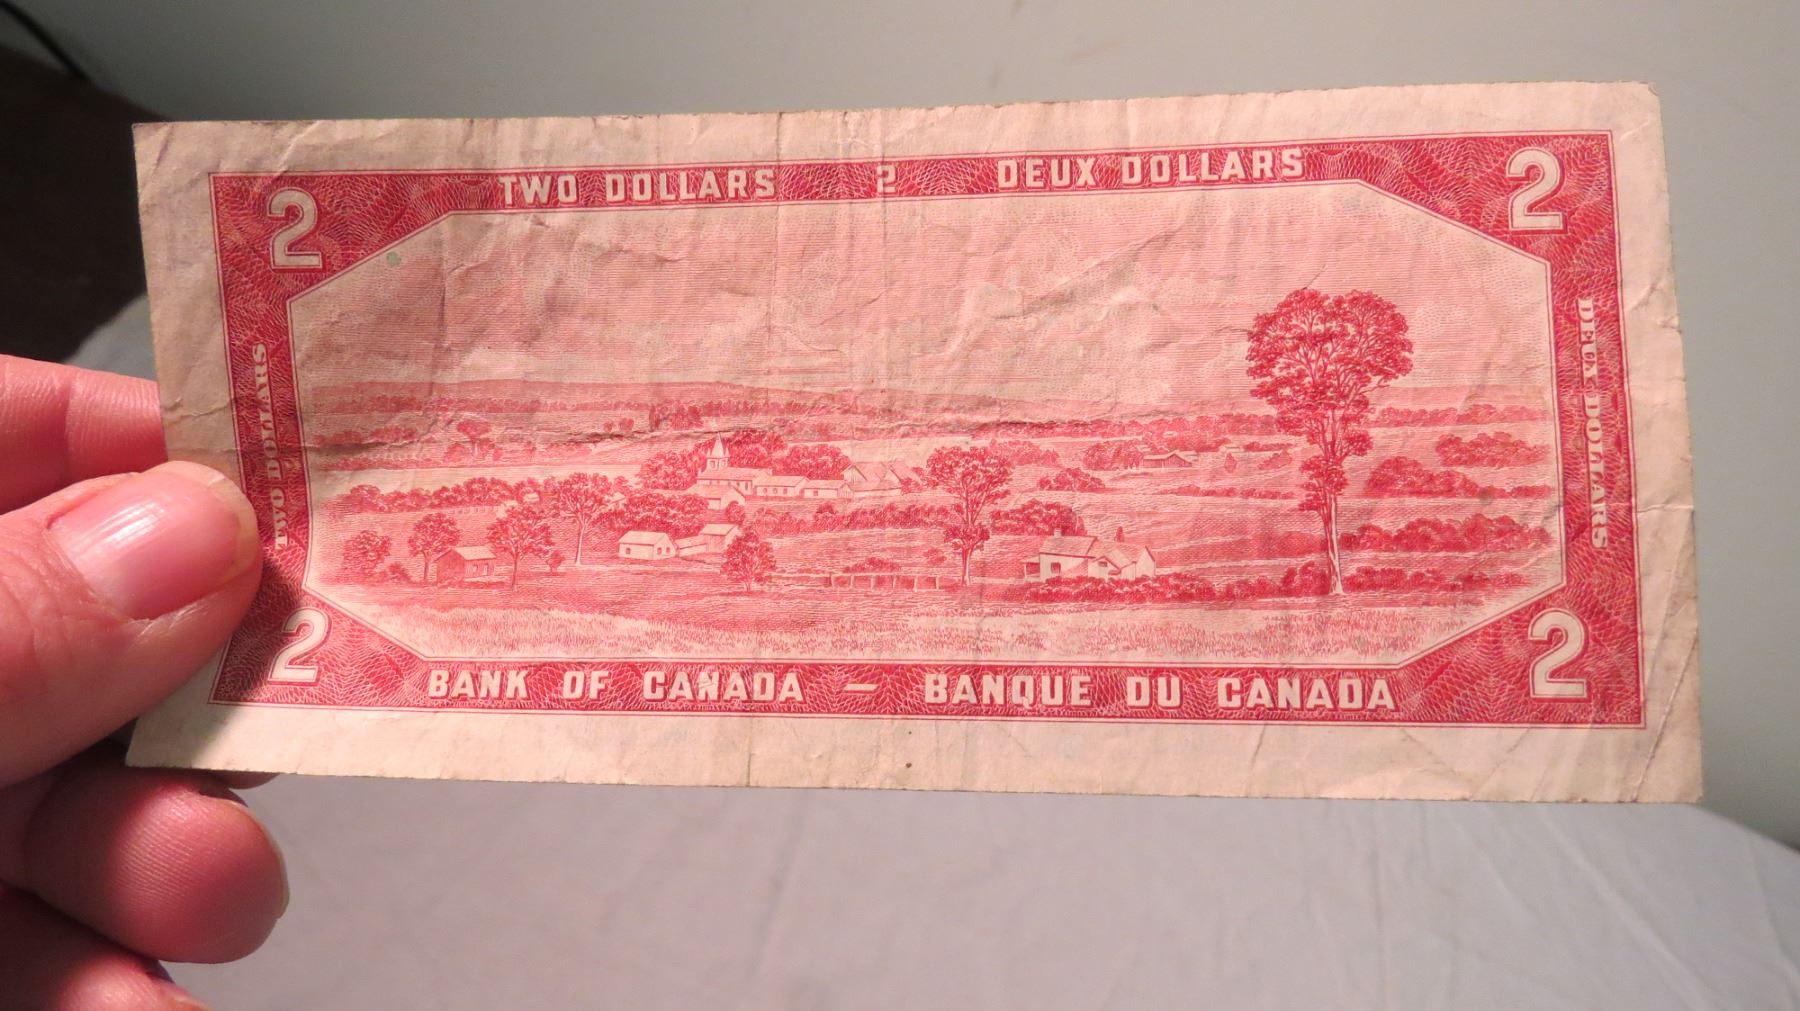 TWO DOLLARS 2 DEUX DOLLARS
2 2
TWO DOLLARS
DEUX DOLLARS
2 2
BANK OF CANADA — BANQUE DU CANADA